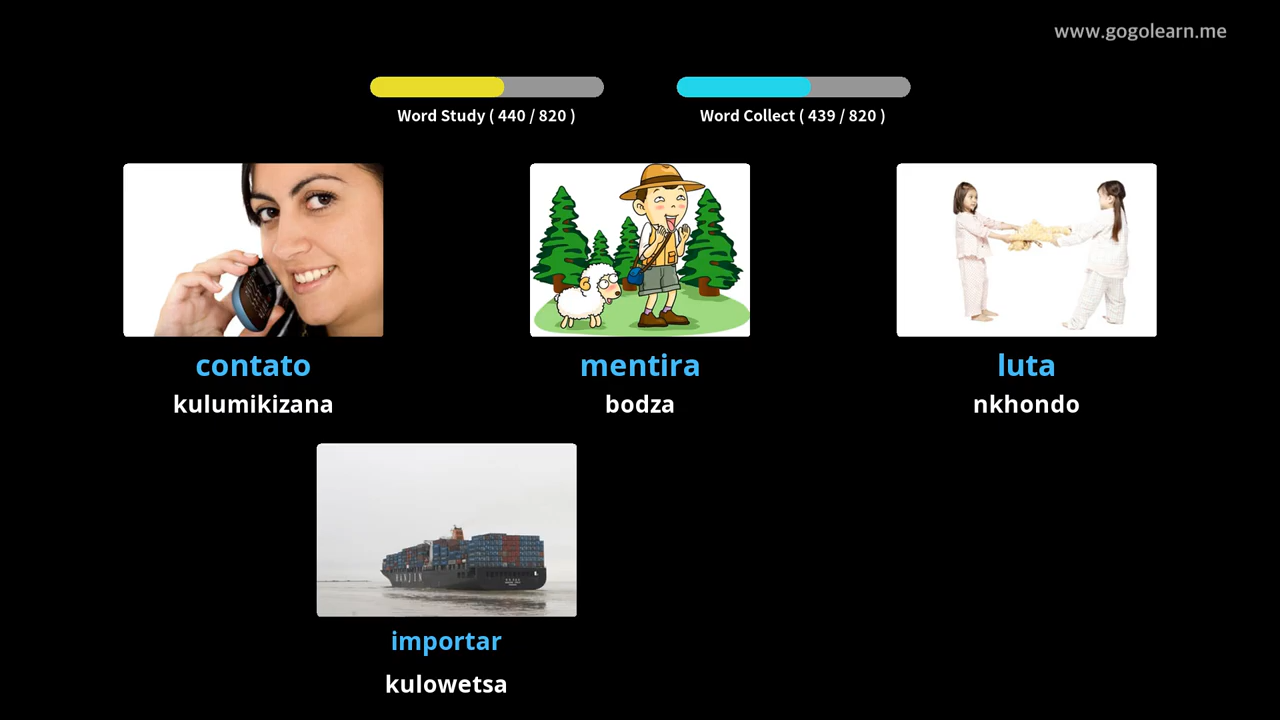 www.gogolearn.me
Word Study ( 440 / 820 )
Word Collect ( 439 / 820 )
contato
mentira
luta
kulumikizana
bodza
nkhondo
HANJIN
importar
kulowetsa